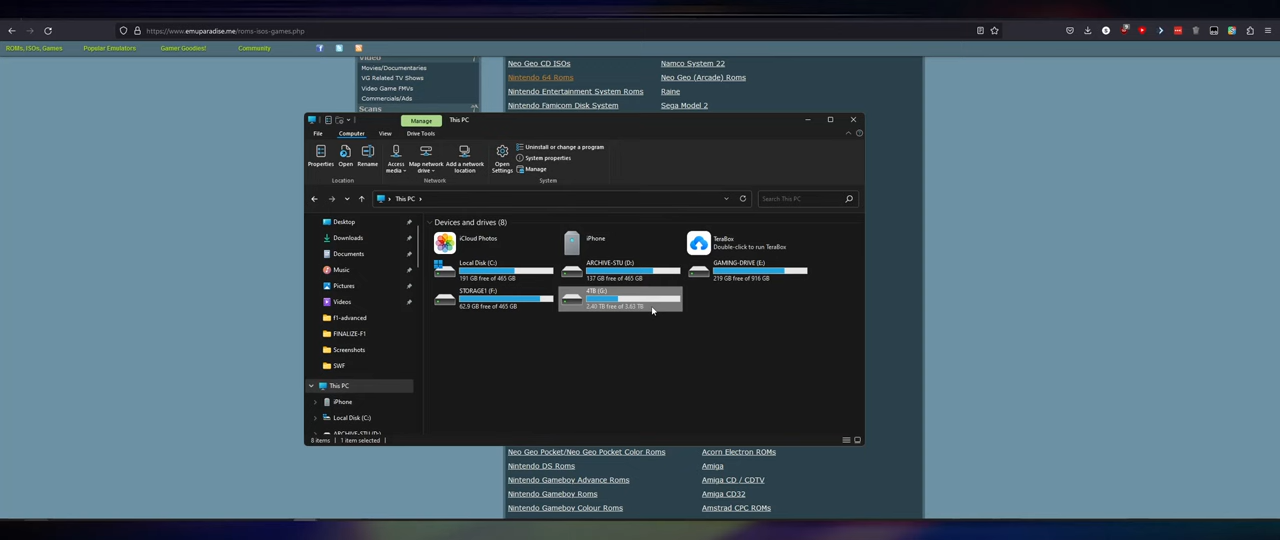 https://www.emuparadise.me/roms-isos-games.php
ROMs, ISOs, Games
Popular Emulators
Gamer Goodies!
Community
Video
Movies/Documentaries
VG Related TV Shows
Video Game FMVs
Commercials/Ads
Scans
Neo Geo CD ISOs
Namco System 22
Nintendo 64 Roms
Neo Geo (Arcade) Roms
Nintendo Entertainment System Roms
Raine
Nintendo Famicom Disk System
Sega Model 2
Manage
This PC
File
Computer
View
Drive Tools
Properties
Open
Rename
Access media
Map network drive
Add a network location
Open Settings
Uninstall or change a program
System properties
Manage
Location
Network
System
This PC
Search This PC
Desktop
Downloads
Documents
Music
Pictures
Videos
f1-advanced
FINALIZE-F1
Screenshots
SWF
This PC
iPhone
Local Disk (C:)
ARCHIVE-STU (D:)
Devices and drives (8)
iCloud Photos
iPhone
TeraBox
Double-click to run TeraBox
Local Disk (C:)
191 GB free of 465 GB
ARCHIVE-STU (D:)
137 GB free of 465 GB
GAMING-DRIVE (E:)
219 GB free of 916 GB
STORAGE1 (F:)
62.9 GB free of 465 GB
4TB (G:)
2.40 TB free of 3.63 TB
8 items
1 item selected
Neo Geo Pocket/Neo Geo Pocket Color Roms
Acorn Electron ROMs
Nintendo DS Roms
Amiga
Nintendo Gameboy Advance Roms
Amiga CD / CDTV
Nintendo Gameboy Roms
Amiga CD32
Nintendo Gameboy Colour Roms
Amstrad CPC ROMs